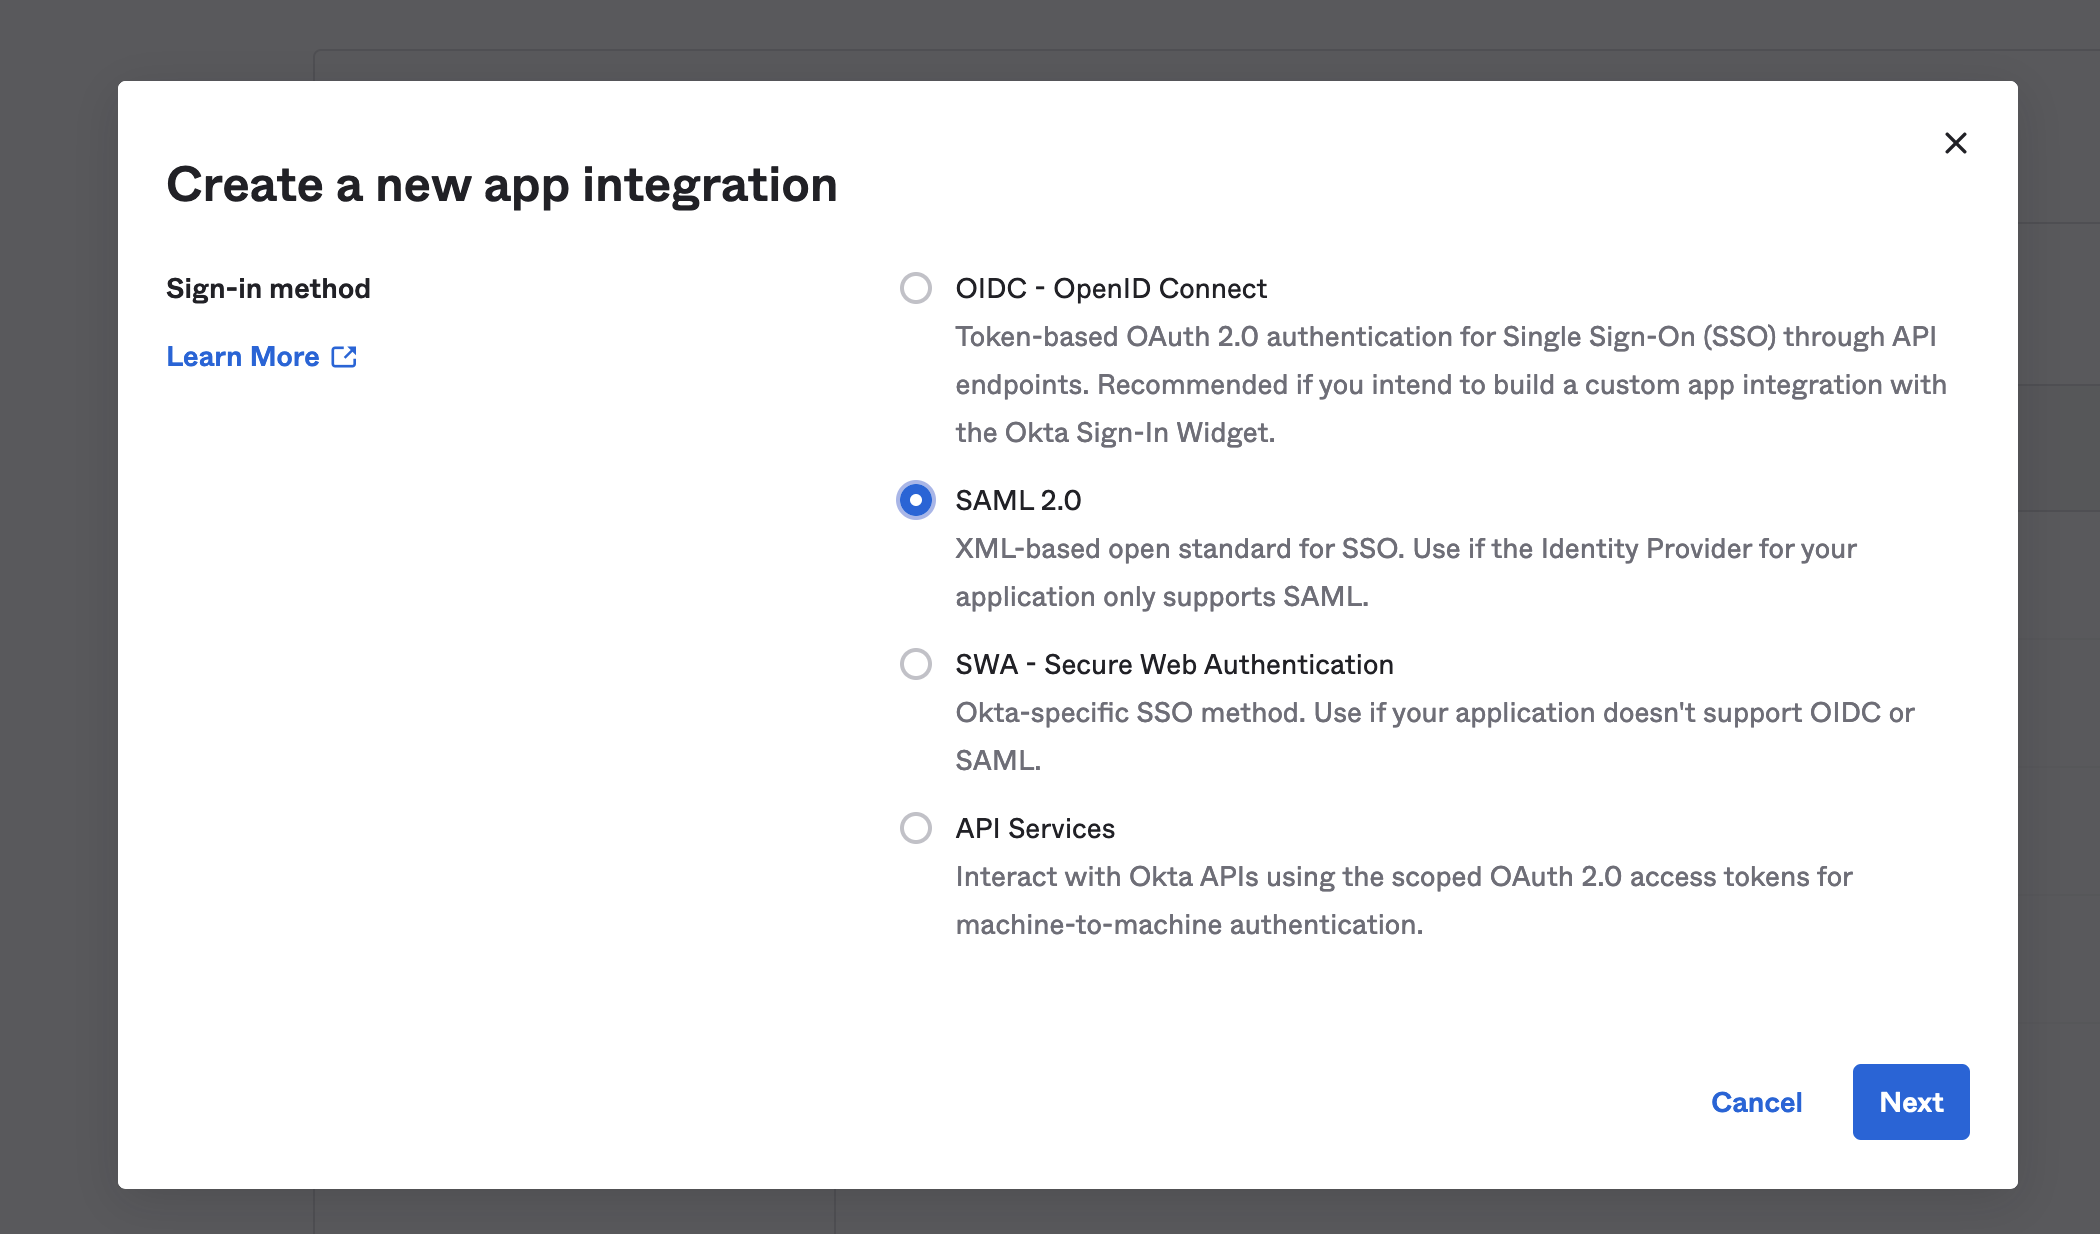 Create a new app integration
Sign-in method
Learn More
OIDC - OpenID Connect
Token-based OAuth 2.0 authentication for Single Sign-On (SSO) through API
endpoints. Recommended if you intend to build a custom app integration with
the Okta Sign-In Widget.
SAML 2.0
XML-based open standard for SSO. Use if the Identity Provider for your
application only supports SAML.
SWA - Secure Web Authentication
Okta-specific SSO method. Use if your application doesn't support OIDC or
SAML.
API Services
Interact with Okta APIs using the scoped OAuth 2.0 access tokens for
machine-to-machine authentication.
Cancel
Next